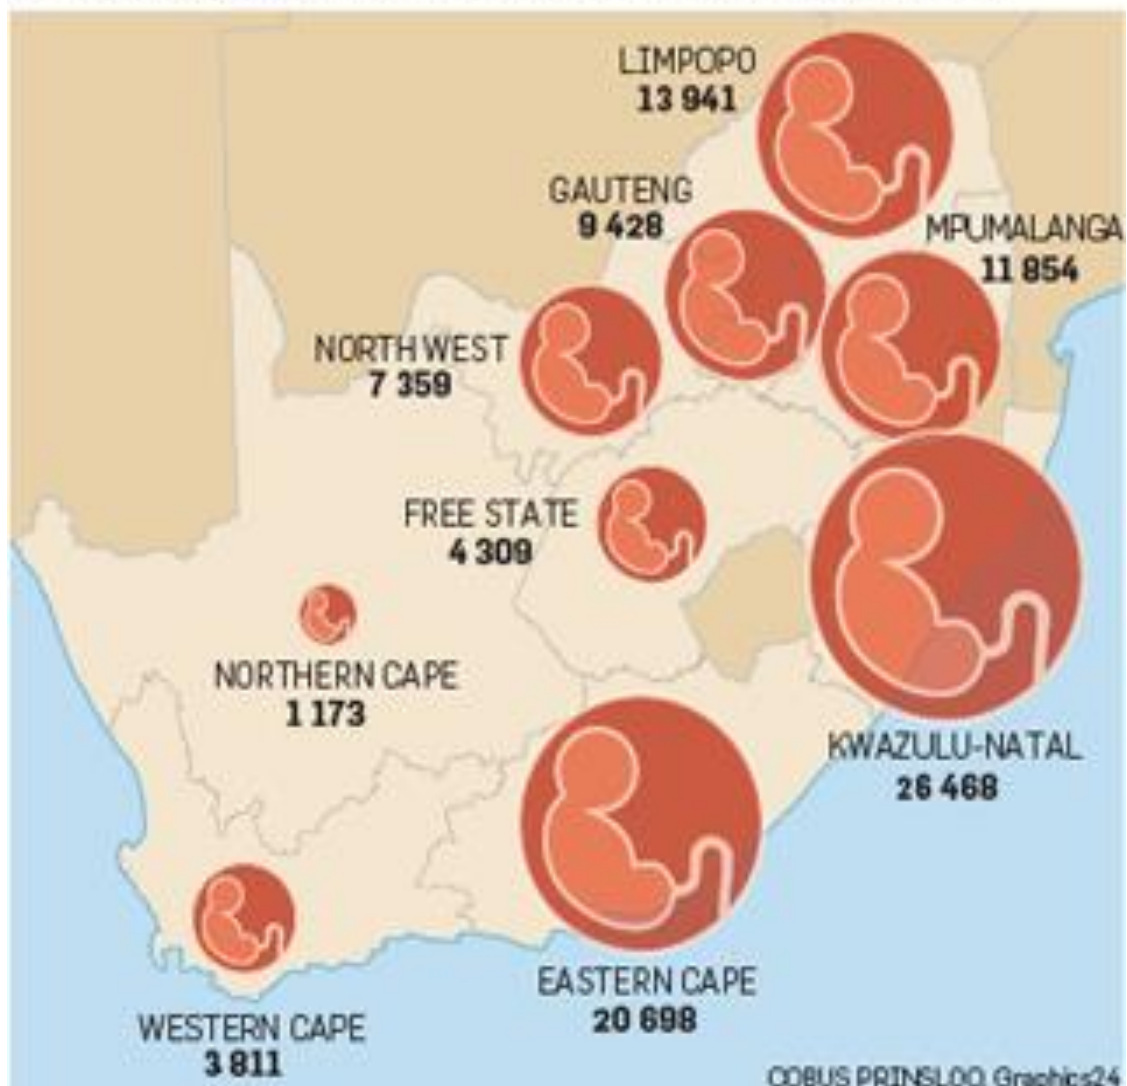 LIMPOPO
13 941
GAUTENG
9 428
MPUMALANGA
11 854
NORTH WEST
7 359
FREE STATE
4 309
NORTHERN CAPE
1 173
KWAZULU-NATAL
26 468
EASTERN CAPE
20 698
WESTERN CAPE
3 811
COBUS PRINSLOO, Graphics24